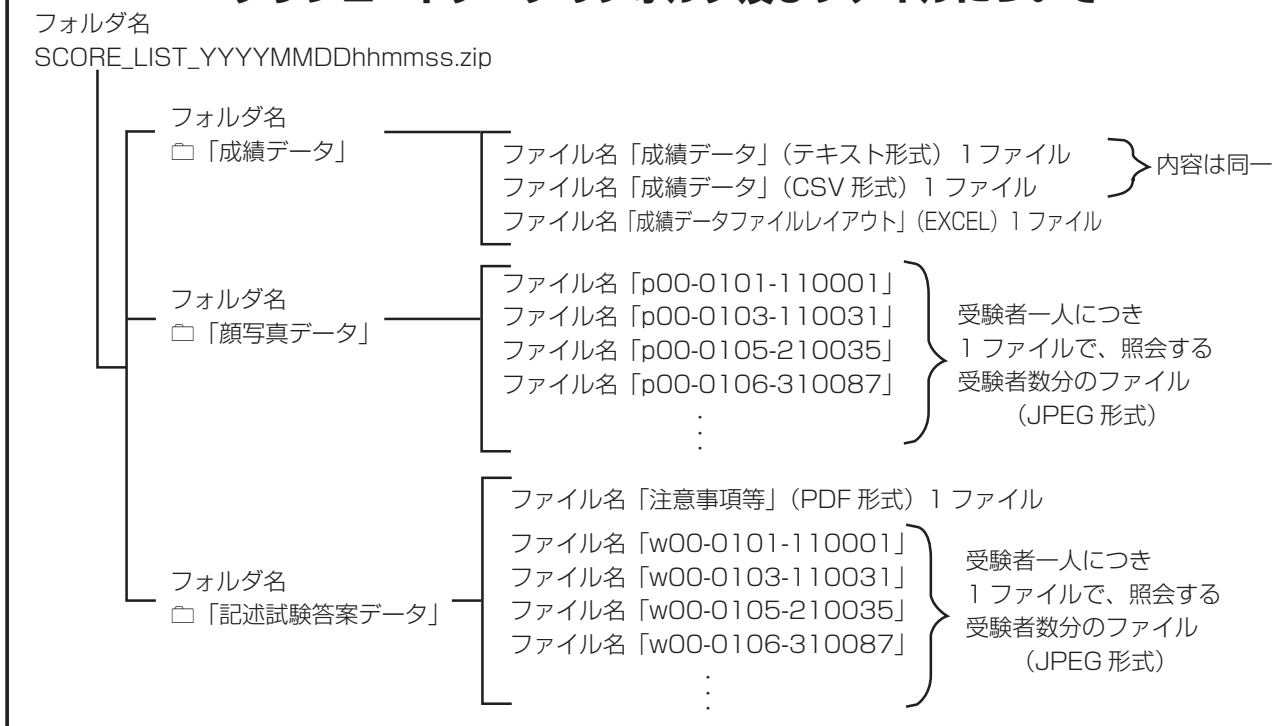 フォルダ名
SCORE_LIST_YYYYMMDDhhmmss.zip
フォルダ名
「成績データ」
ファイル名「成績データ」（テキスト形式）１ファイル
ファイル名「成績データ」（CSV 形式）１ファイル
内容は同一
ファイル名「成績データファイルレイアウト」（EXCEL）１ファイル
フォルダ名
「顔写真データ」
ファイル名「p00-0101-110001」
ファイル名「p00-0103-110031」
ファイル名「p00-0105-210035」
ファイル名「p00-0106-310087」
受験者一人につき
１ファイルで、照会する
受験者数分のファイル
（JPEG 形式）
フォルダ名
「記述試験答案データ」
ファイル名「注意事項等」（PDF 形式）１ファイル
ファイル名「w00-0101-110001」
ファイル名「w00-0103-110031」
ファイル名「w00-0105-210035」
ファイル名「w00-0106-310087」
受験者一人につき
１ファイルで、照会する
受験者数分のファイル
（JPEG 形式）